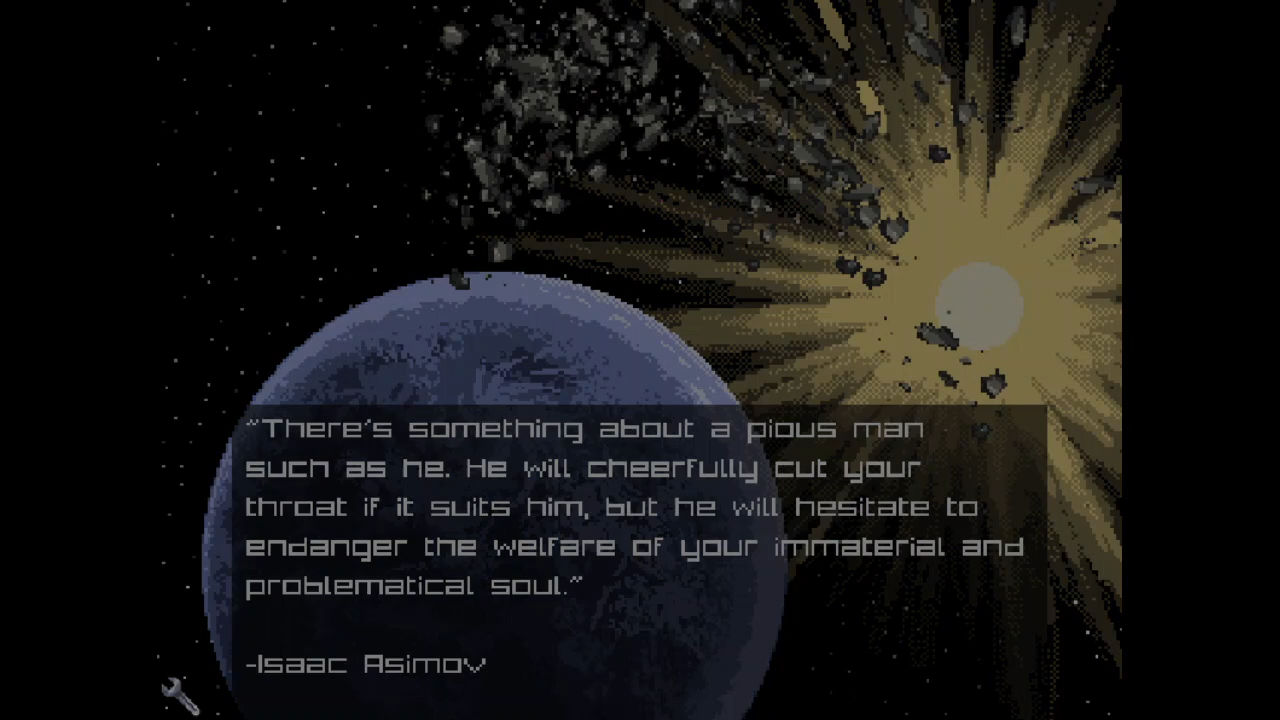 "There's something about a pious man
such as he. He will cheerfully cut your
throat if it suits him, but he will hesitate to
endanger the welfare of your immaterial and
problematical soul."
-Isaac Asimov